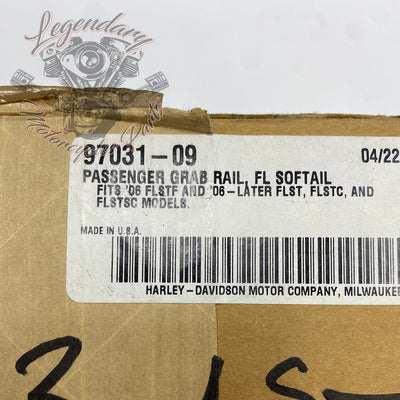 Legendary
Motorcycle Parts
97031-09 04/22
PASSENGER GRAB RAIL, FL SOFTAIL
FITS '06 FLSTF AND '06-LATER FLST, FLSTC, AND
FLSTSC MODELS.
MADE IN U.S.A.
HARLEY-DAVIDSON MOTOR COMPANY, MILWAUKEE